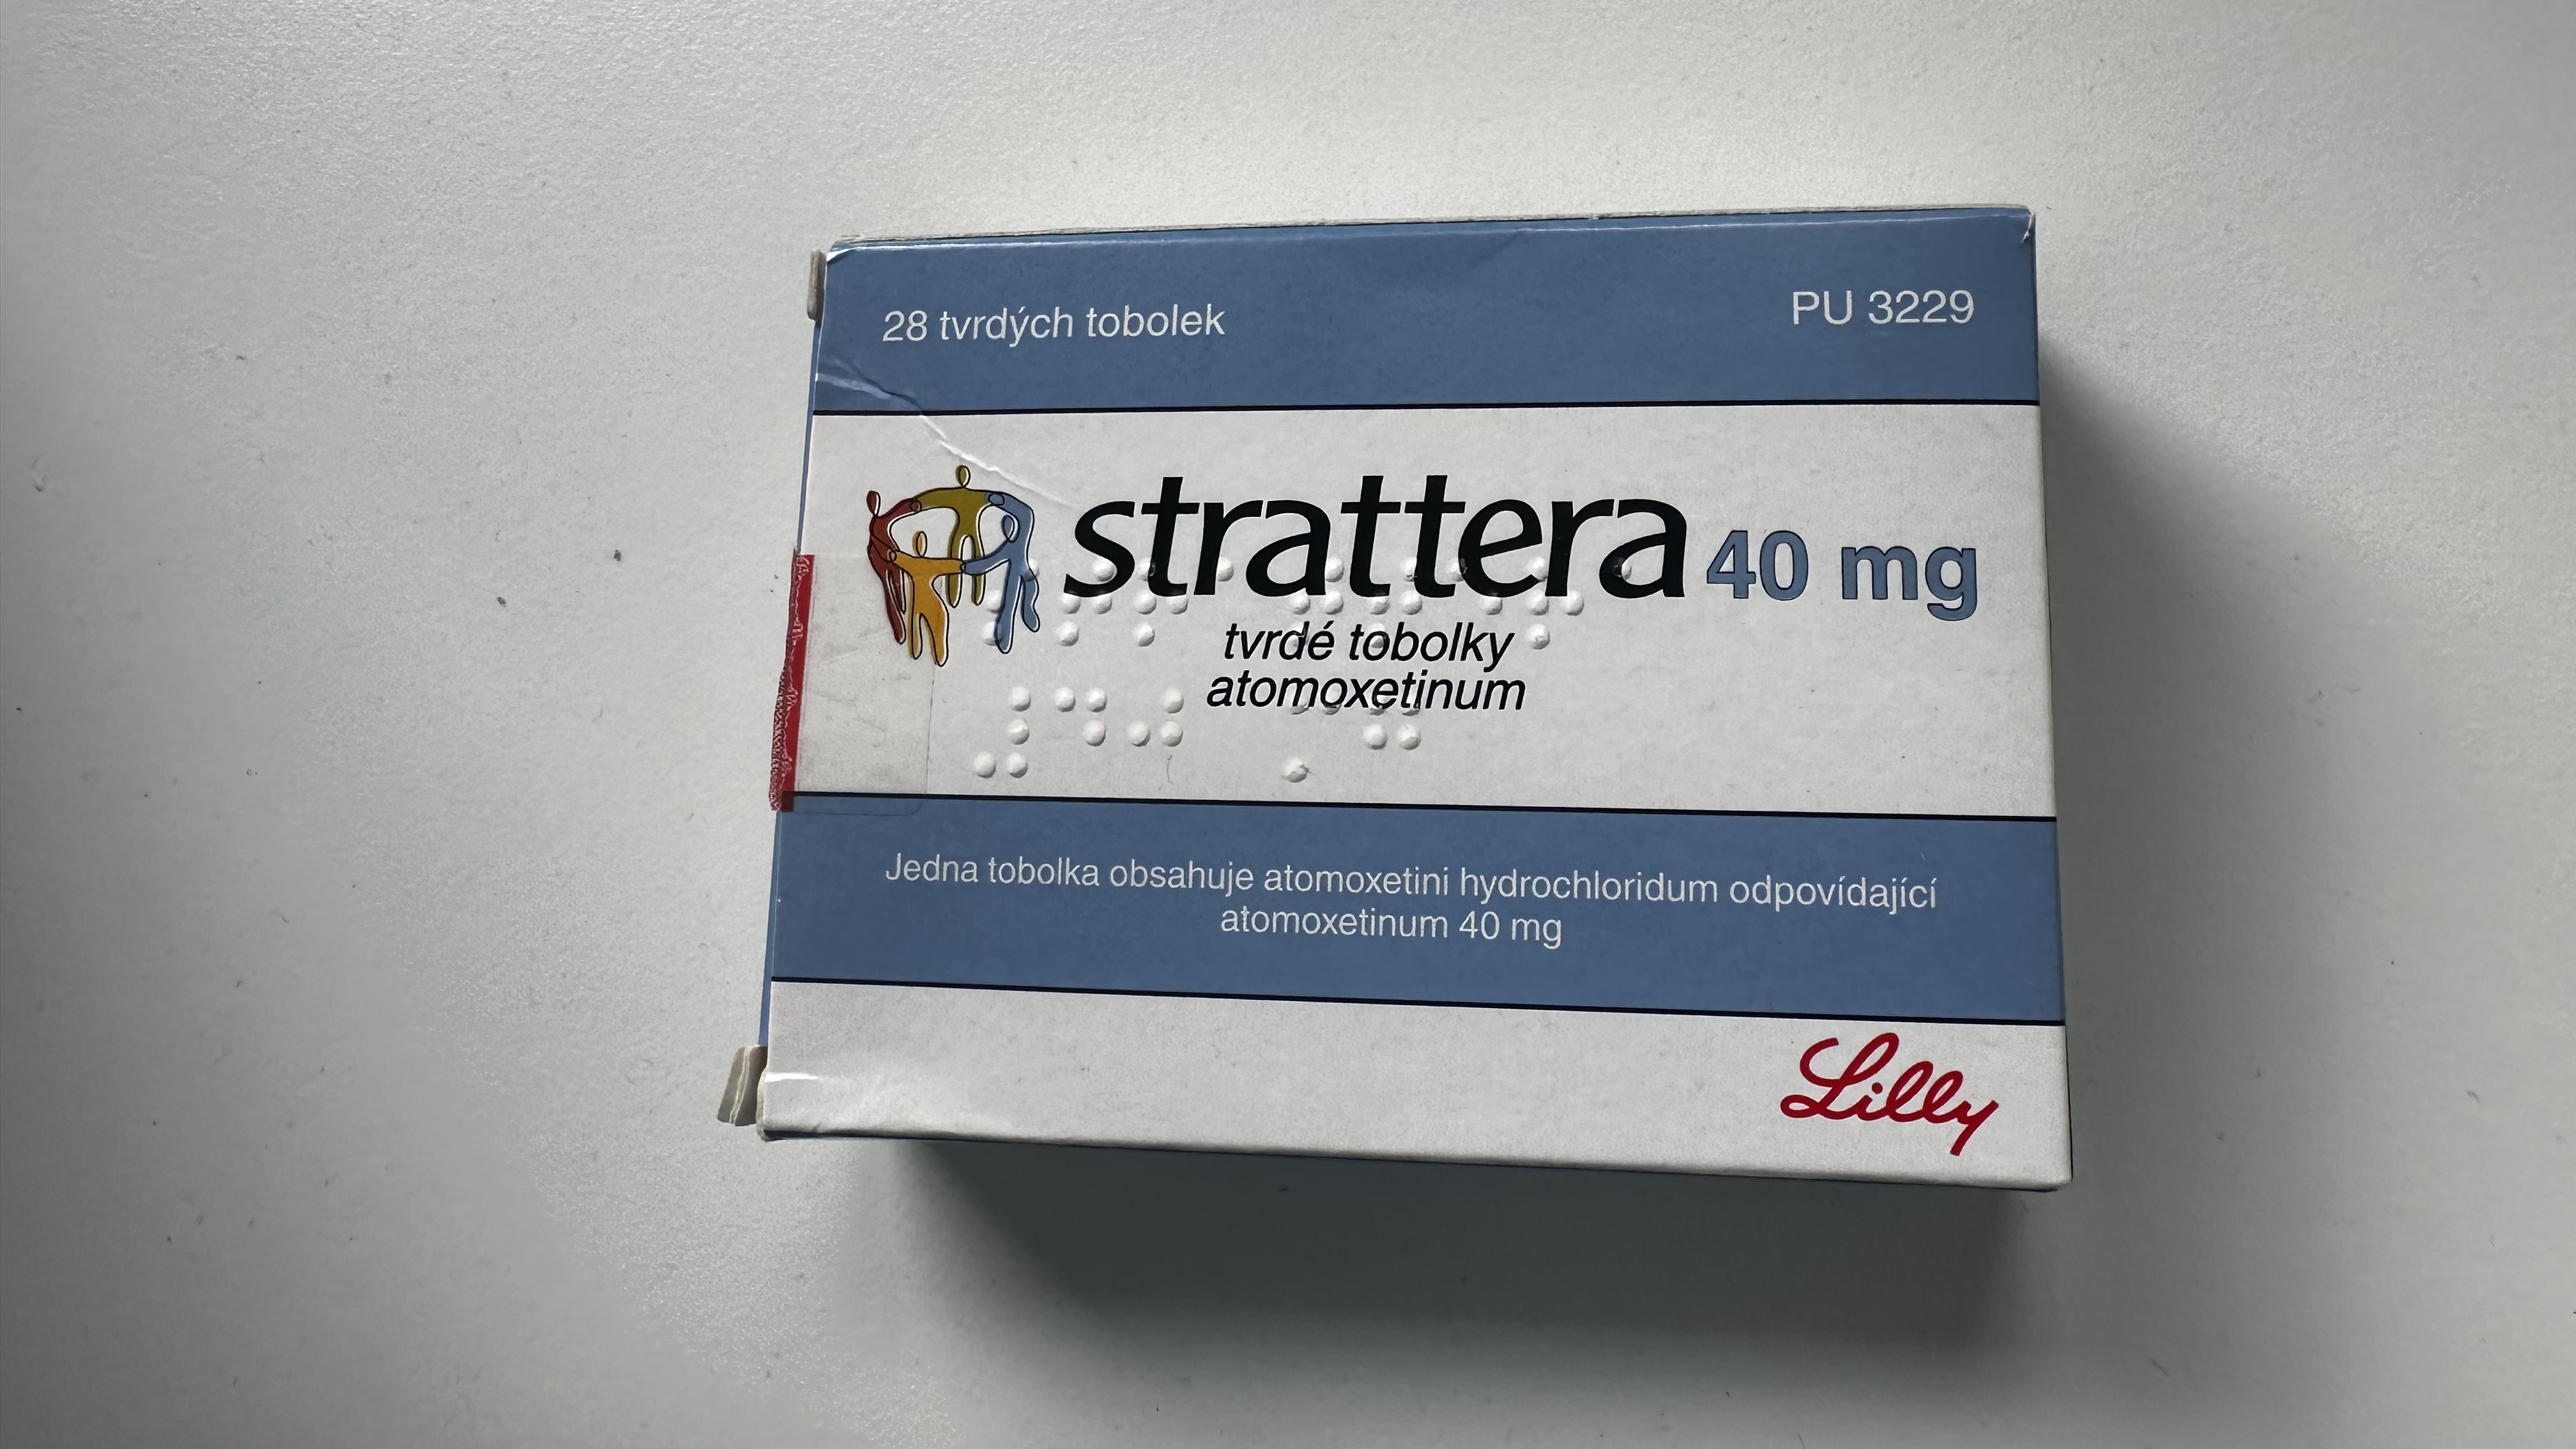 28 tvrdých tobolek
PU 3229
strattera 40 mg
tvrdé tobolky
atomoxetinum
Jedna tobolka obsahuje atomoxetini hydrochloridum odpovídající
atomoxetinum 40 mg
Lilly